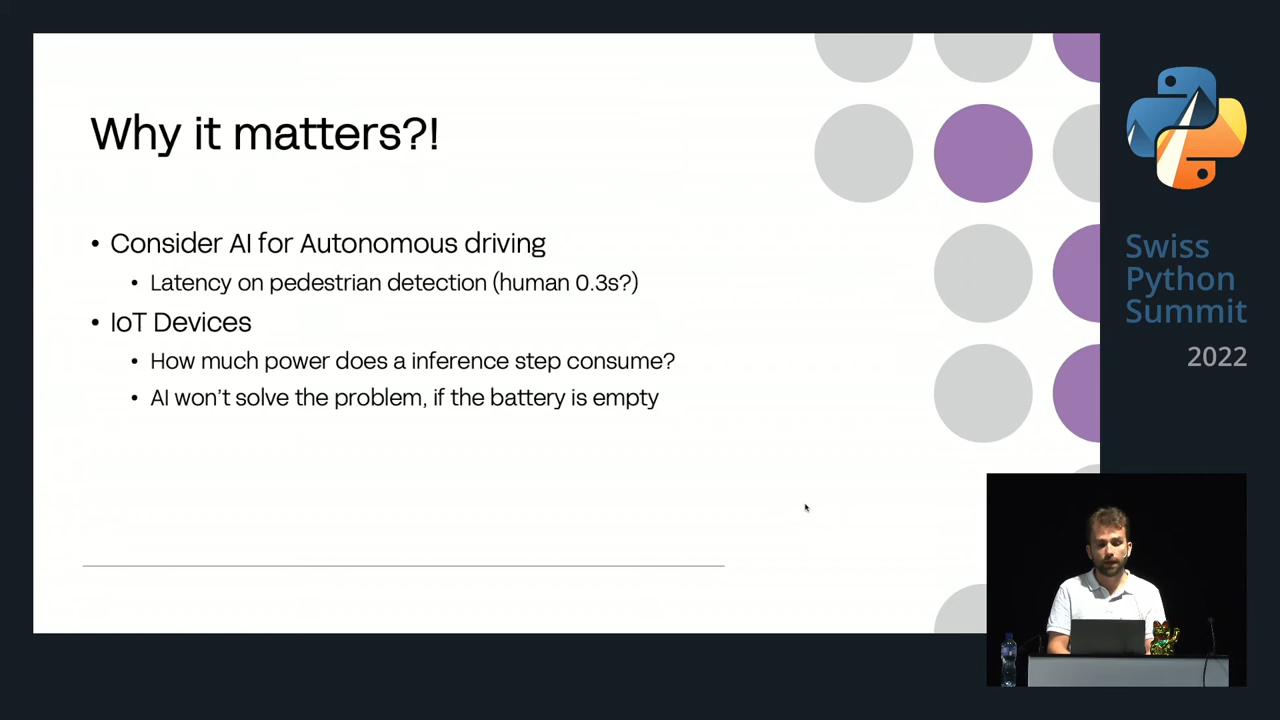 Why it matters?!
• Consider AI for Autonomous driving
• Latency on pedestrian detection (human 0.3s?)
• IoT Devices
• How much power does a inference step consume?
• AI won't solve the problem, if the battery is empty
Swiss
Python
Summit
2022